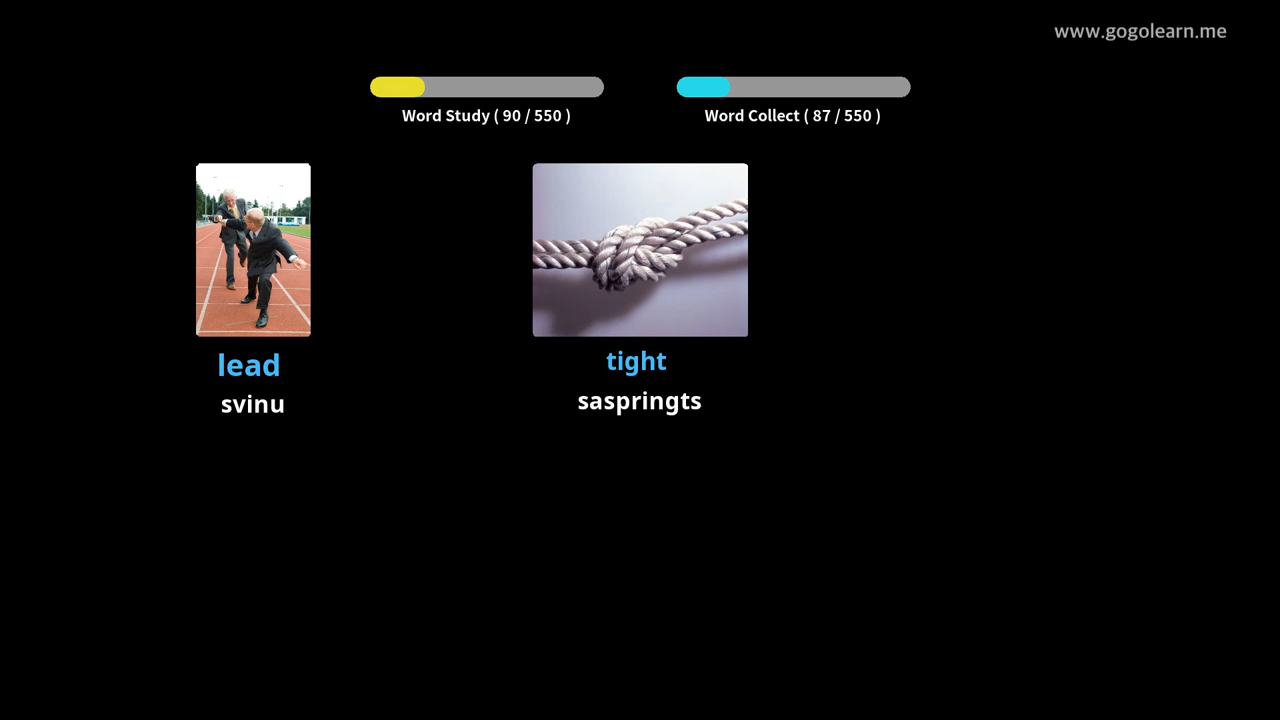 www.gogolearn.me
Word Study ( 90 / 550 )
Word Collect ( 87 / 550 )
lead
svinu
tight
saspringts